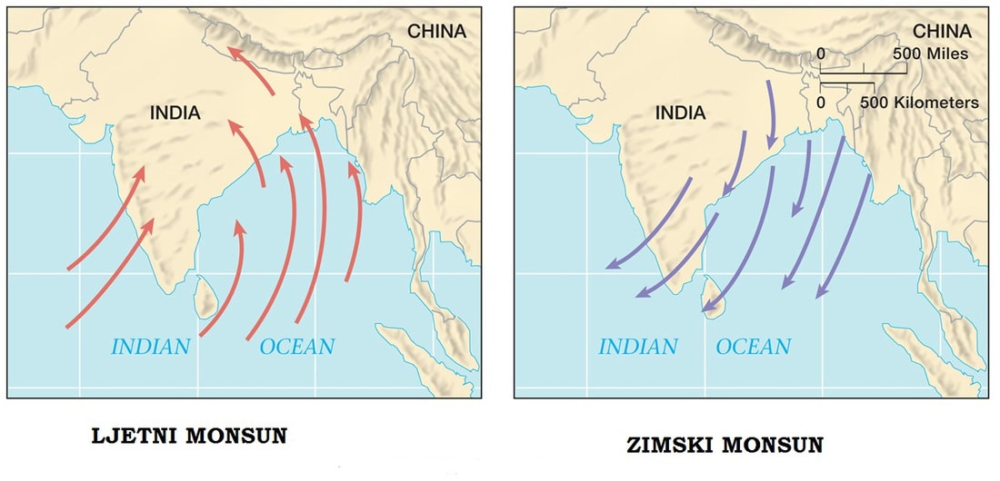 CHINA
INDIA
INDIAN OCEAN
LJETNI MONSUN
CHINA
0 500 Miles
0 500 Kilometers
INDIA
INDIAN OCEAN
ZIMSKI MONSUN